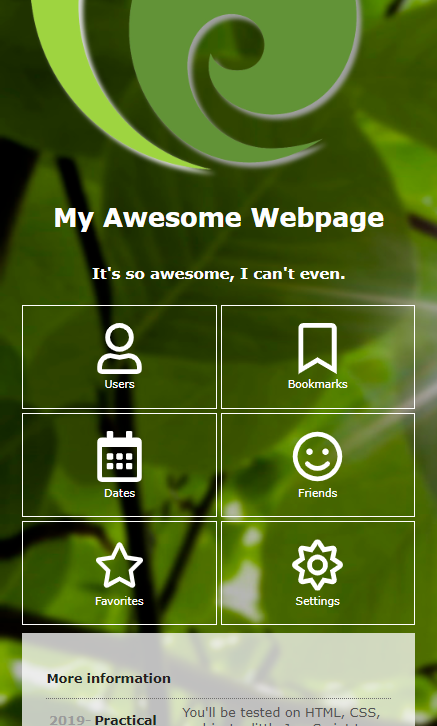 My Awesome Webpage
It's so awesome, I can't even.
Users
Bookmarks
Dates
Friends
Favorites
Settings
More information
2019- Practical You'll be tested on HTML, CSS,